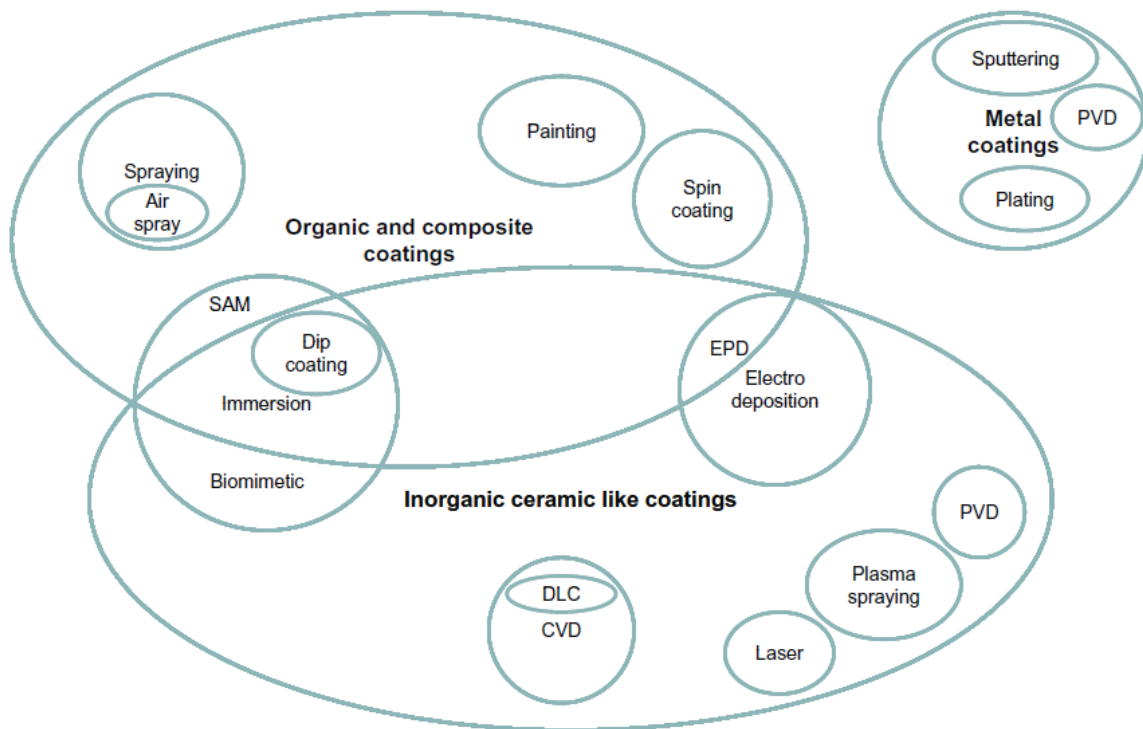 Sputtering
Metal
coatings
PVD
Plating
Painting
Spraying
Air
spray
Spin
coating
Organic and composite
coatings
SAM
Dip
coating
Immersion
Biomimetic
EPD
Electro
deposition
Inorganic ceramic like coatings
PVD
Plasma
spraying
DLC
CVD
Laser